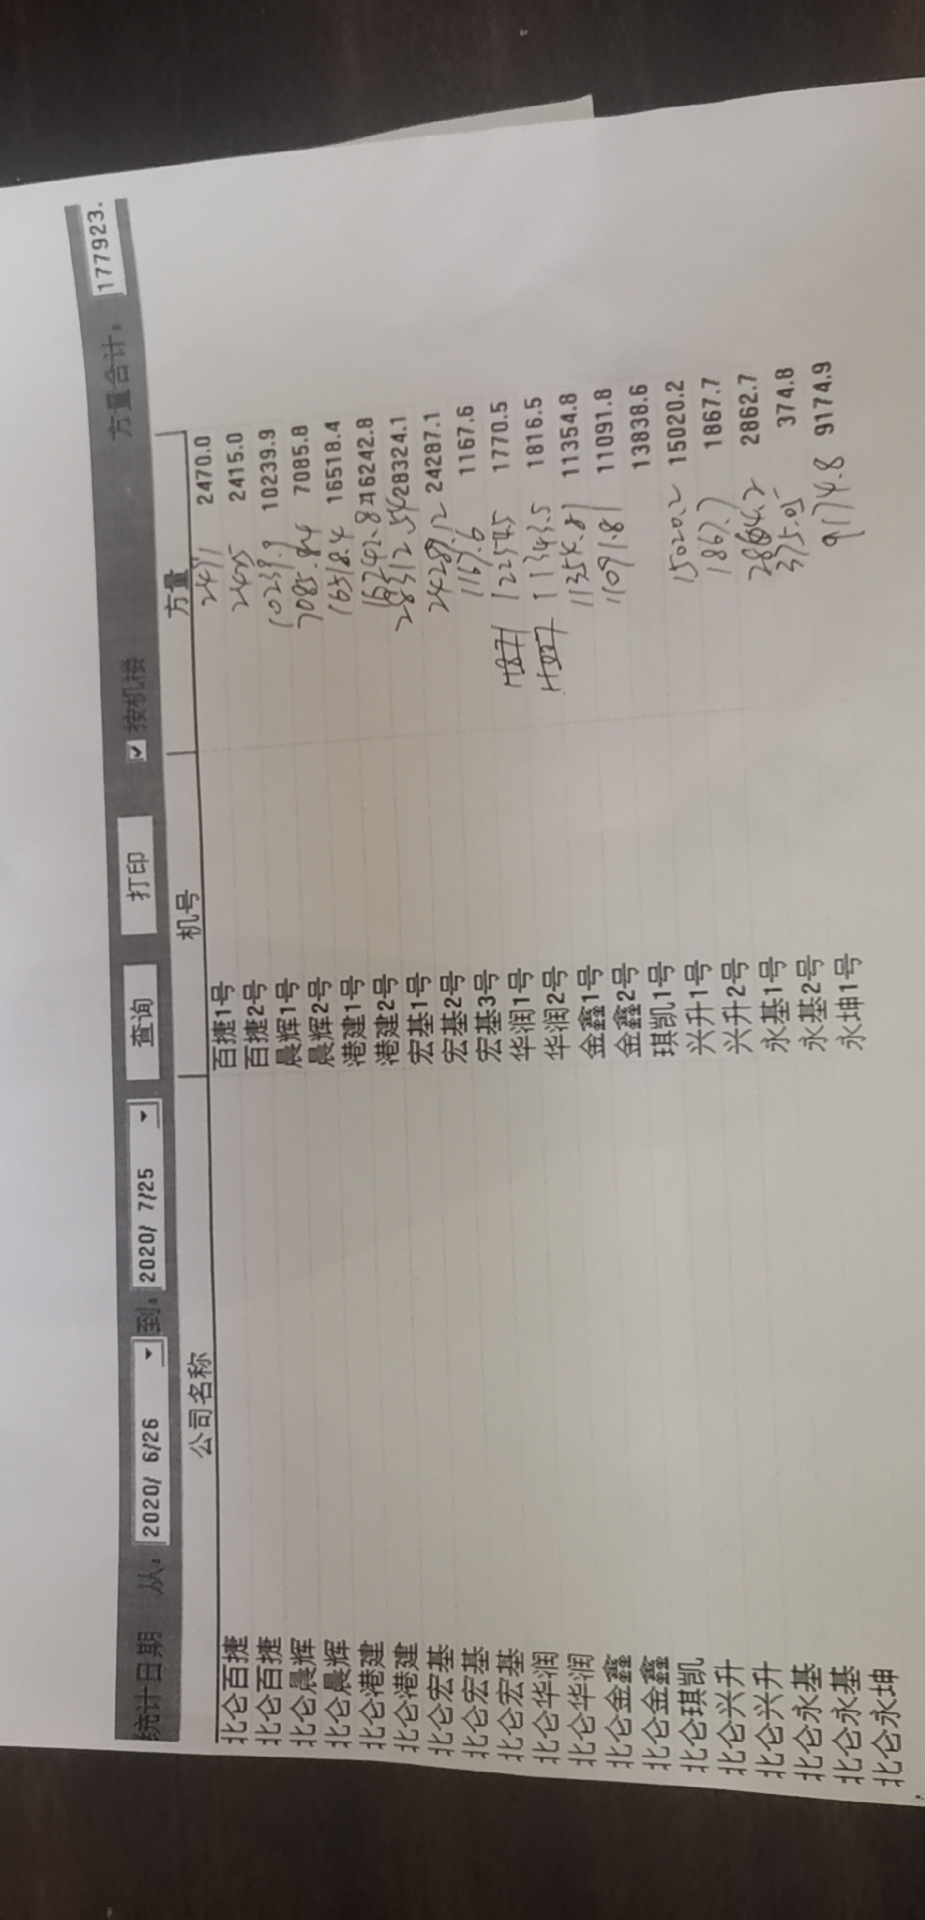 统计日期 从: 2020/ 6/26 到: 2020/ 7/25 查询 打印 按机楼 方量合计: 177923.
公司名称 机号 方量
北仑百捷 百捷1号 2471 2470.0
北仑百捷 百捷2号 2415 2415.0
北仑晨辉 晨辉1号 10239.9 10239.9
北仑晨辉 晨辉2号 7085.84 7085.8
北仑港建 港建1号 16518.4 16518.4
北仑港建 港建2号 16242.8 16242.8
北仑宏基 宏基1号 28312.54 28324.1
北仑宏基 宏基2号 24287.12 24287.1
北仑宏基 宏基3号 1167.6 1167.6
北仑华润 华润1号 1770.5
北仑华润 华润2号 1816.5
北仑金鑫 金鑫1号 11354.81 11354.8
北仑金鑫 金鑫2号 11091.81 11091.8
北仑琪凯 琪凯1号 13838.6
北仑兴升 兴升1号 15020.2 15020.2
北仑兴升 兴升2号 1867.7 1867.7
北仑永基 永基1号 2864.2 2862.7
北仑永基 永基2号 375.05 374.8
北仑永坤 永坤1号 9174.8 9174.9